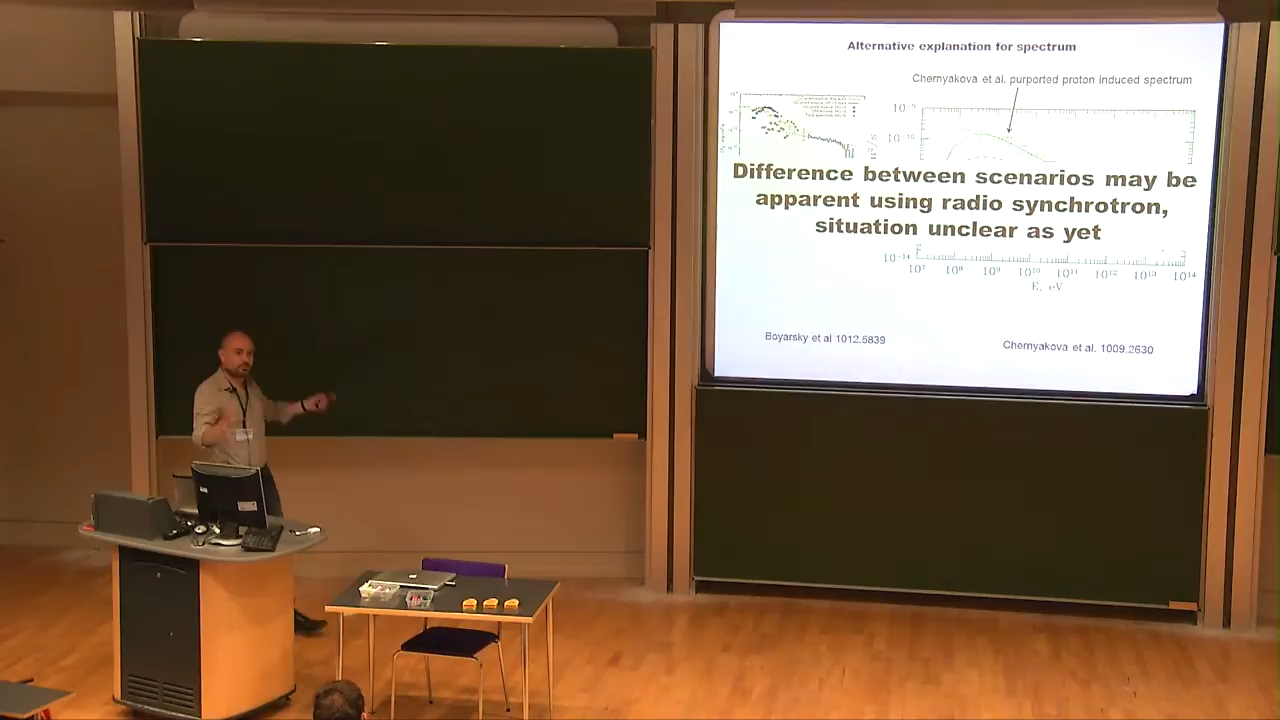 Alternative explanation for spectrum
Chernyakova et al. purported proton induced spectrum
Difference between scenarios may be
apparent using radio synchrotron,
situation unclear as yet
10⁻¹⁴
10⁷ 10⁸ 10⁹ 10¹⁰ 10¹¹ 10¹² 10¹³ 10¹⁴
E, eV
Boyarsky et al 1012.5839
Chernyakova et al. 1009.2630